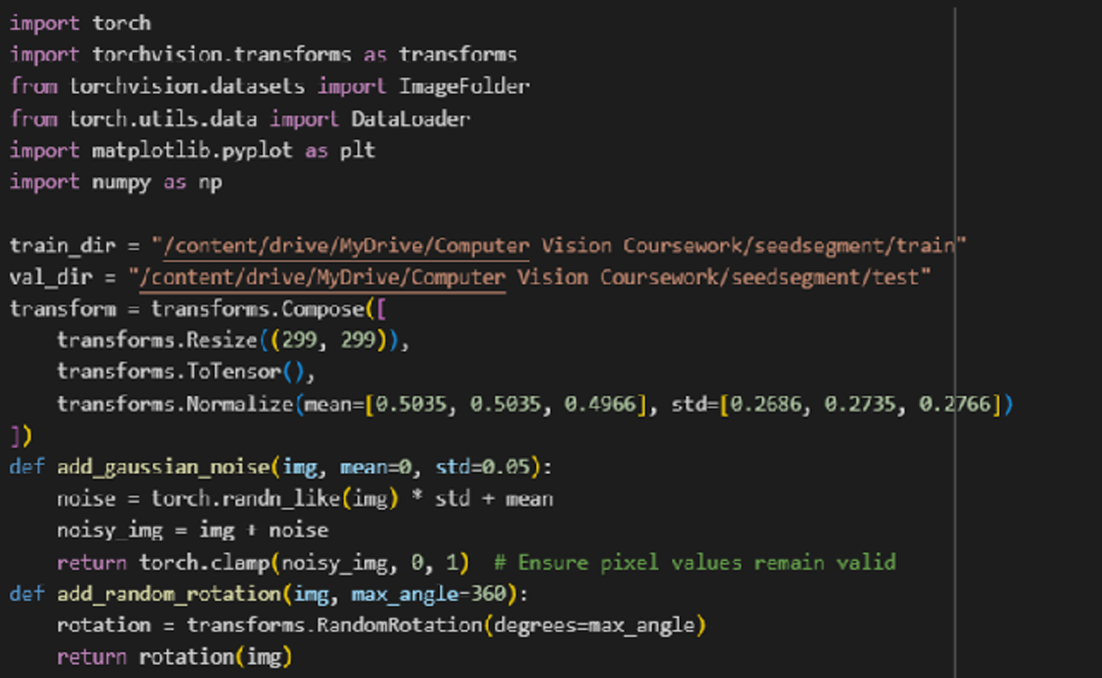 import torch
import torchvision.transforms as transforms
from torchvision.datasets import ImageFolder
from torch.utils.data import DataLoader
import matplotlib.pyplot as plt
import numpy as np
train_dir = "/content/drive/MyDrive/Computer Vision Coursework/seedsegment/train"
val_dir = "/content/drive/MyDrive/Computer Vision Coursework/seedsegment/test"
transform = transforms.Compose([
    transforms.Resize((299, 299)),
    transforms.ToTensor(),
    transforms.Normalize(mean=[0.5035, 0.5035, 0.4966], std=[0.2686, 0.2735, 0.2766])
])
def add_gaussian_noise(img, mean=0, std=0.05):
    noise = torch.randn_like(img) * std + mean
    noisy_img = img + noise
    return torch.clamp(noisy_img, 0, 1)  # Ensure pixel values remain valid
def add_random_rotation(img, max_angle=360):
    rotation = transforms.RandomRotation(degrees=max_angle)
    return rotation(img)